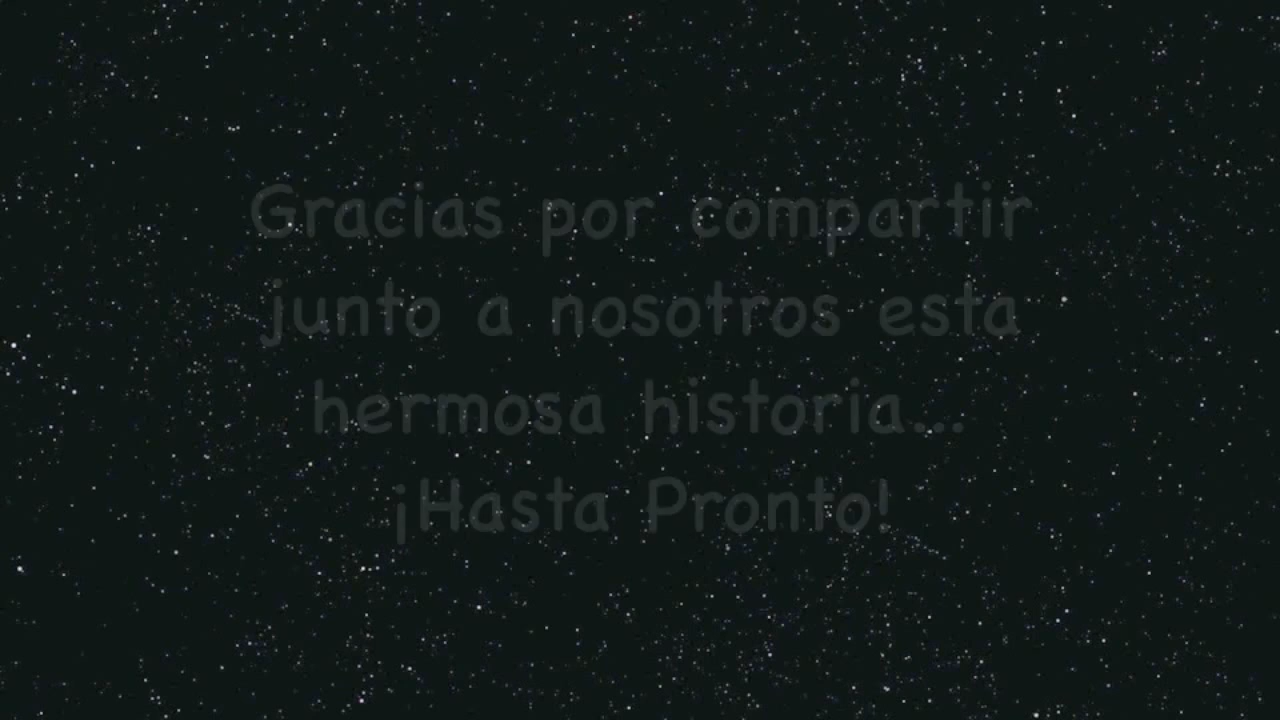 Gracias por compartir
junto a nosotros esta
hermosa historia...
¡Hasta Pronto!